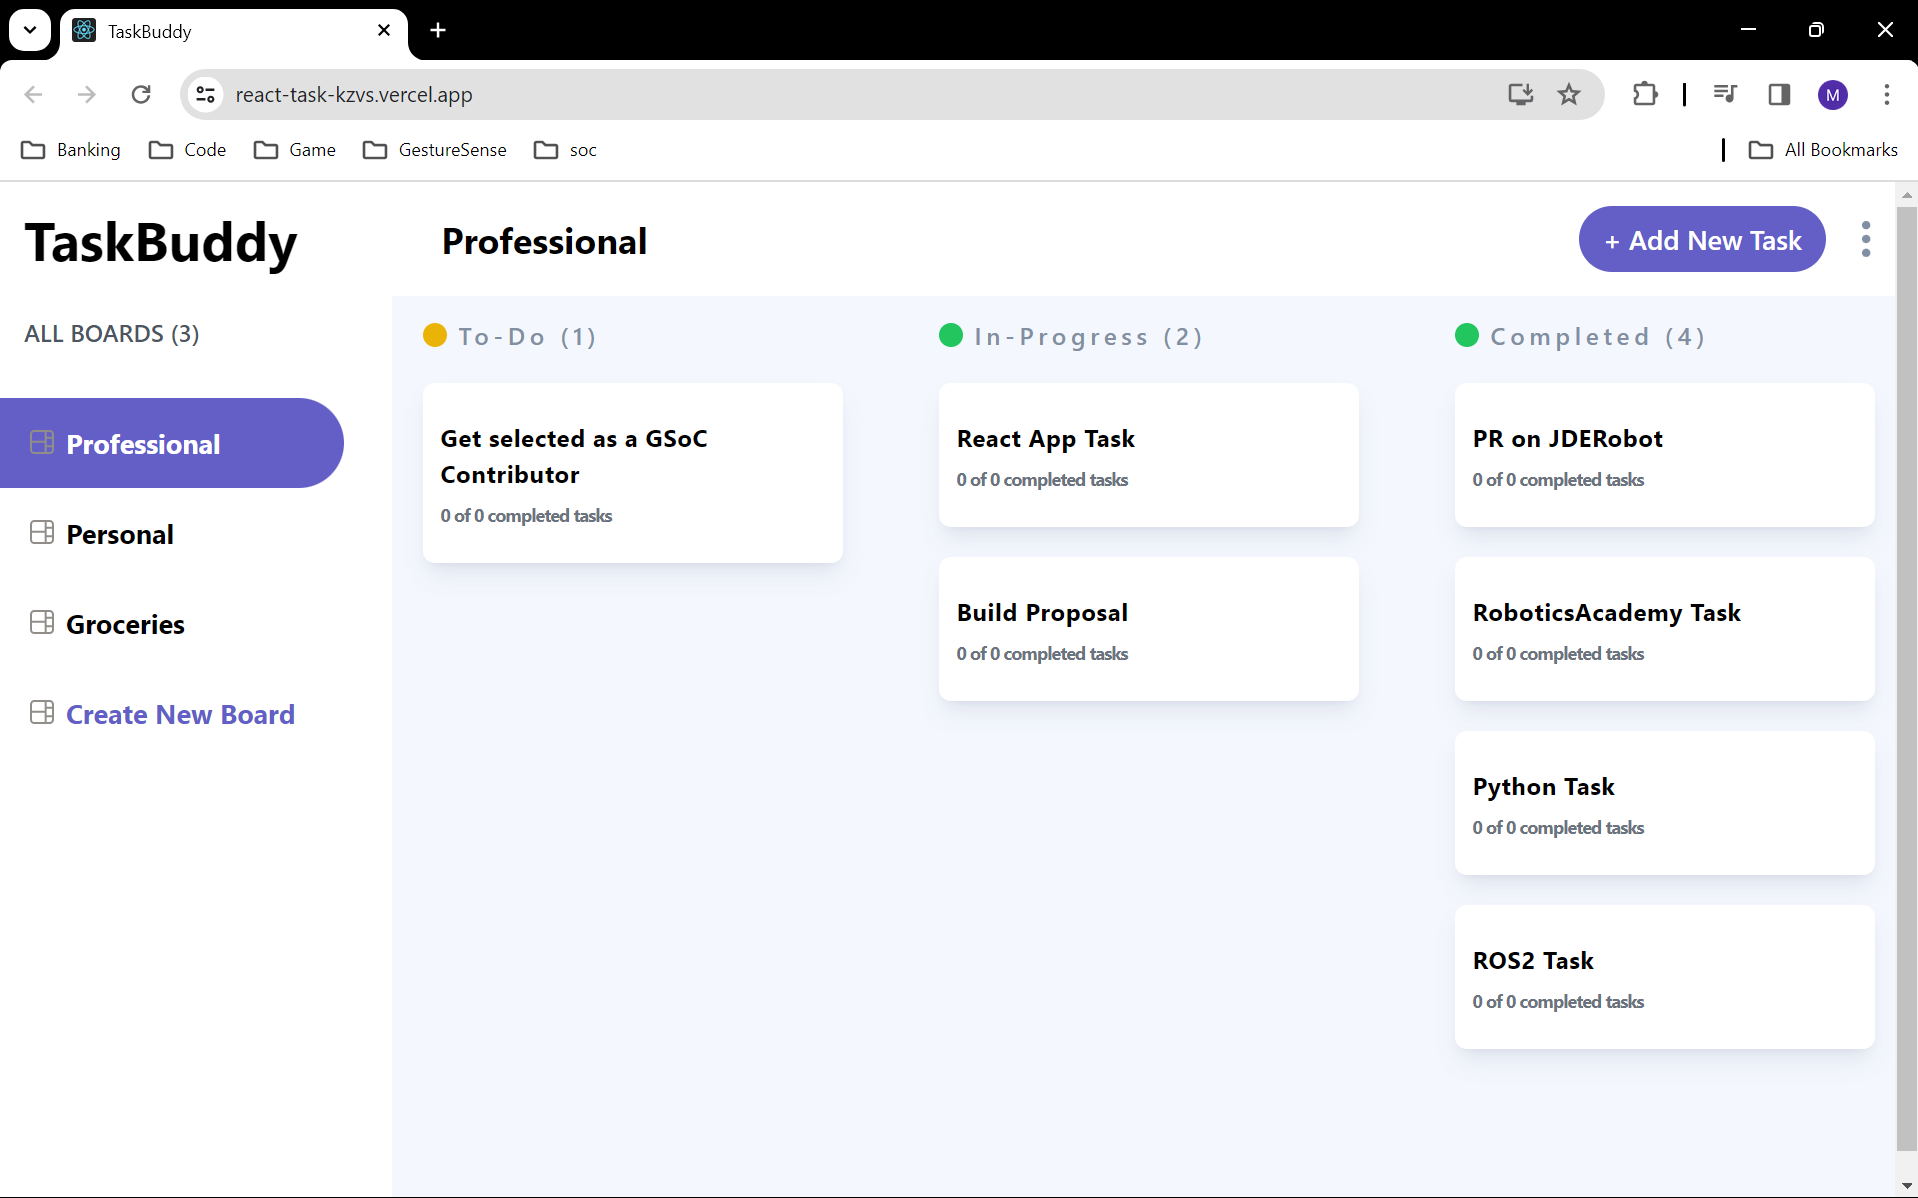 TaskBuddy
react-task-kzvs.vercel.app
M
Banking
Code
Game
GestureSense
soc
All Bookmarks
TaskBuddy
ALL BOARDS (3)
Professional
Personal
Groceries
Create New Board
Professional
+ Add New Task
To-Do (1)
Get selected as a GSoC
Contributor
0 of 0 completed tasks
In-Progress (2)
React App Task
0 of 0 completed tasks
Build Proposal
0 of 0 completed tasks
Completed (4)
PR on JDERobot
0 of 0 completed tasks
RoboticsAcademy Task
0 of 0 completed tasks
Python Task
0 of 0 completed tasks
ROS2 Task
0 of 0 completed tasks